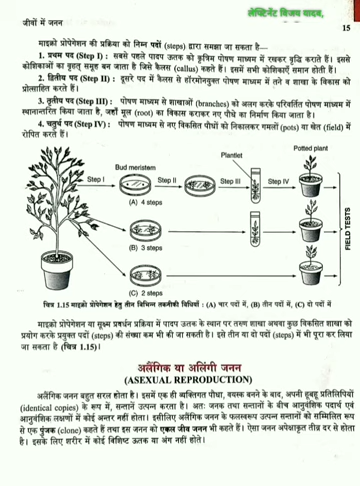 लेफ्टिनेंट विजय यादव,
जीवों में जनन 15
माइक्रो प्रोपेगेशन की प्रक्रिया को निम्न पदों (steps) द्वारा समझा जा सकता है—
1. प्रथम पद (Step I) : सबसे पहले पादप ऊतक को कृत्रिम पोषण माध्यम में रखकर वृद्धि कराते हैं। इससे
कोशिकाओं का वृहत् समूह बन जाता है जिसे कैलस (callus) कहते हैं। इसमें सभी कोशिकाएँ समान होती हैं।
2. द्वितीय पद (Step II) : दूसरे पद में कैलस से हॉरमोनयुक्त पोषण माध्यम में तने व शाखा के विकास को
प्रोत्साहित करते हैं।
3. तृतीय पद (Step III) : पोषण माध्यम से शाखाओं (branches) को अलग करके परिवर्तित पोषण माध्यम में
स्थानान्तरित किया जाता है, जहाँ मूल (root) का विकास कराकर नए पौधे का निर्माण किया जाता है।
4. चतुर्थ पद (Step IV) : पोषण माध्यम से नए विकसित पौधों को निकालकर गमलों (pots) या खेत (field) में
रोपित करते हैं।
Potted plant
Plantlet
Bud meristem
Step I
Step II
Step III
Step IV
(A) 4 steps
(B) 3 steps
(C) 2 steps
FIELD TESTS
चित्र 1.15 माइक्रो प्रोपेगेशन हेतु तीन विभिन्न तकनीकी विधियाँ : (A) चार पदों में, (B) तीन पदों में, (C) दो पदों में
माइक्रो प्रोपेगेशन या सूक्ष्म प्रवर्धन प्रक्रिया में पादप ऊतक के स्थान पर तरुण शाखा अथवा कुछ विकसित शाखा को
प्रयोग करके प्रयुक्त पदों (steps) की संख्या कम भी की जा सकती है। इसे तीन या दो पदों (steps) में भी पूरा कर लिया
जा सकता है (चित्र 1.15)।
अलैंगिक या अलिंगी जनन
(ASEXUAL REPRODUCTION)
अलैंगिक जनन बहुत सरल होता है। इसमें एक ही व्यक्तिगत पौधा, वयस्क बनने के बाद, अपनी हूबहू प्रतिलिपियों
(identical copies) के रूप में, सन्तानें उत्पन्न करता है। अतः जनक तथा सन्तानों के बीच आनुवंशिक पदार्थ एवं
आनुवंशिक लक्षणों में कोई अन्तर नहीं होता। इसीलिए अलैंगिक जनन के फलस्वरूप उत्पन्न सन्तानों को सम्मिलित रूप
से एक पुंजक (clone) कहते हैं तथा इस जनन को एकल जीव जनन भी कहते हैं। ऐसा जनन अपेक्षाकृत तीव्र दर से होता
है। इसके लिए शरीर में कोई विशिष्ट ऊतक या अंग नहीं होते।